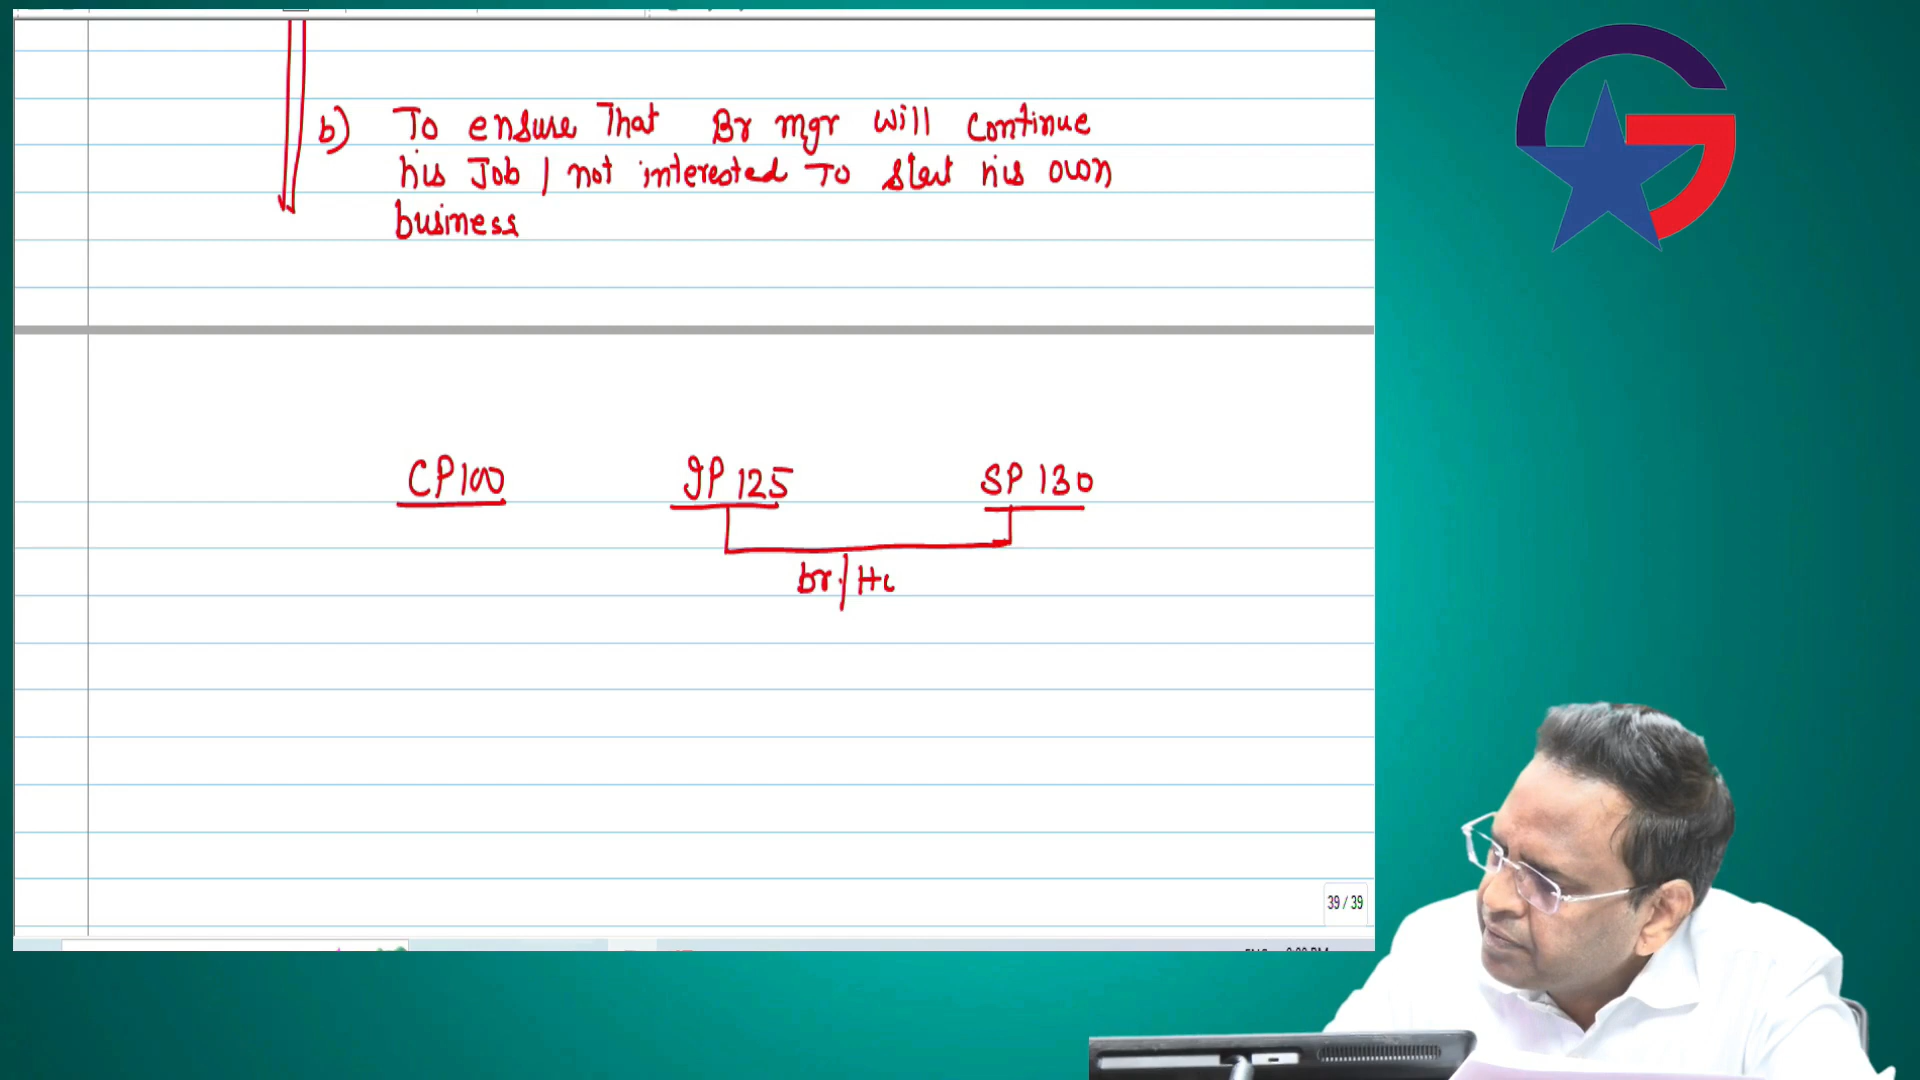 b) To ensure That Br mgr will continue
his Job / not interested To start his own
business
CP 100 IP 125 SP 130
br / Ho
39 / 39